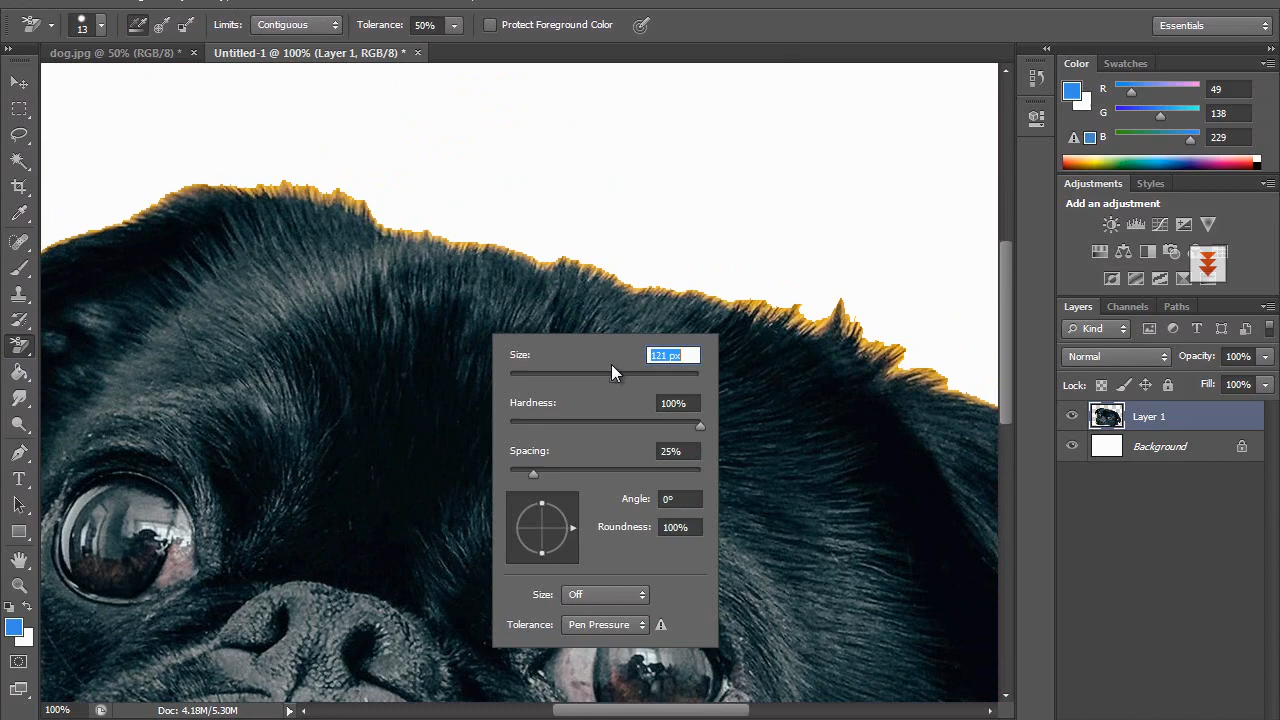 13 Limits: Contiguous Tolerance: 50% Protect Foreground Color Essentials
dog.jpg @ 50% (RGB/8) * × Untitled-1 @ 100% (Layer 1, RGB/8) * ×
Color Swatches
R 49
G 138
B 229
Adjustments Styles
Add an adjustment
Layers Channels Paths
Kind
Normal Opacity: 100%
Lock: Fill: 100%
Layer 1
Background
Size: 121 px
Hardness: 100%
Spacing: 25%
Angle: 0º
Roundness: 100%
Size: Off
Tolerance: Pen Pressure
T
100% Doc: 4.18M/5.30M